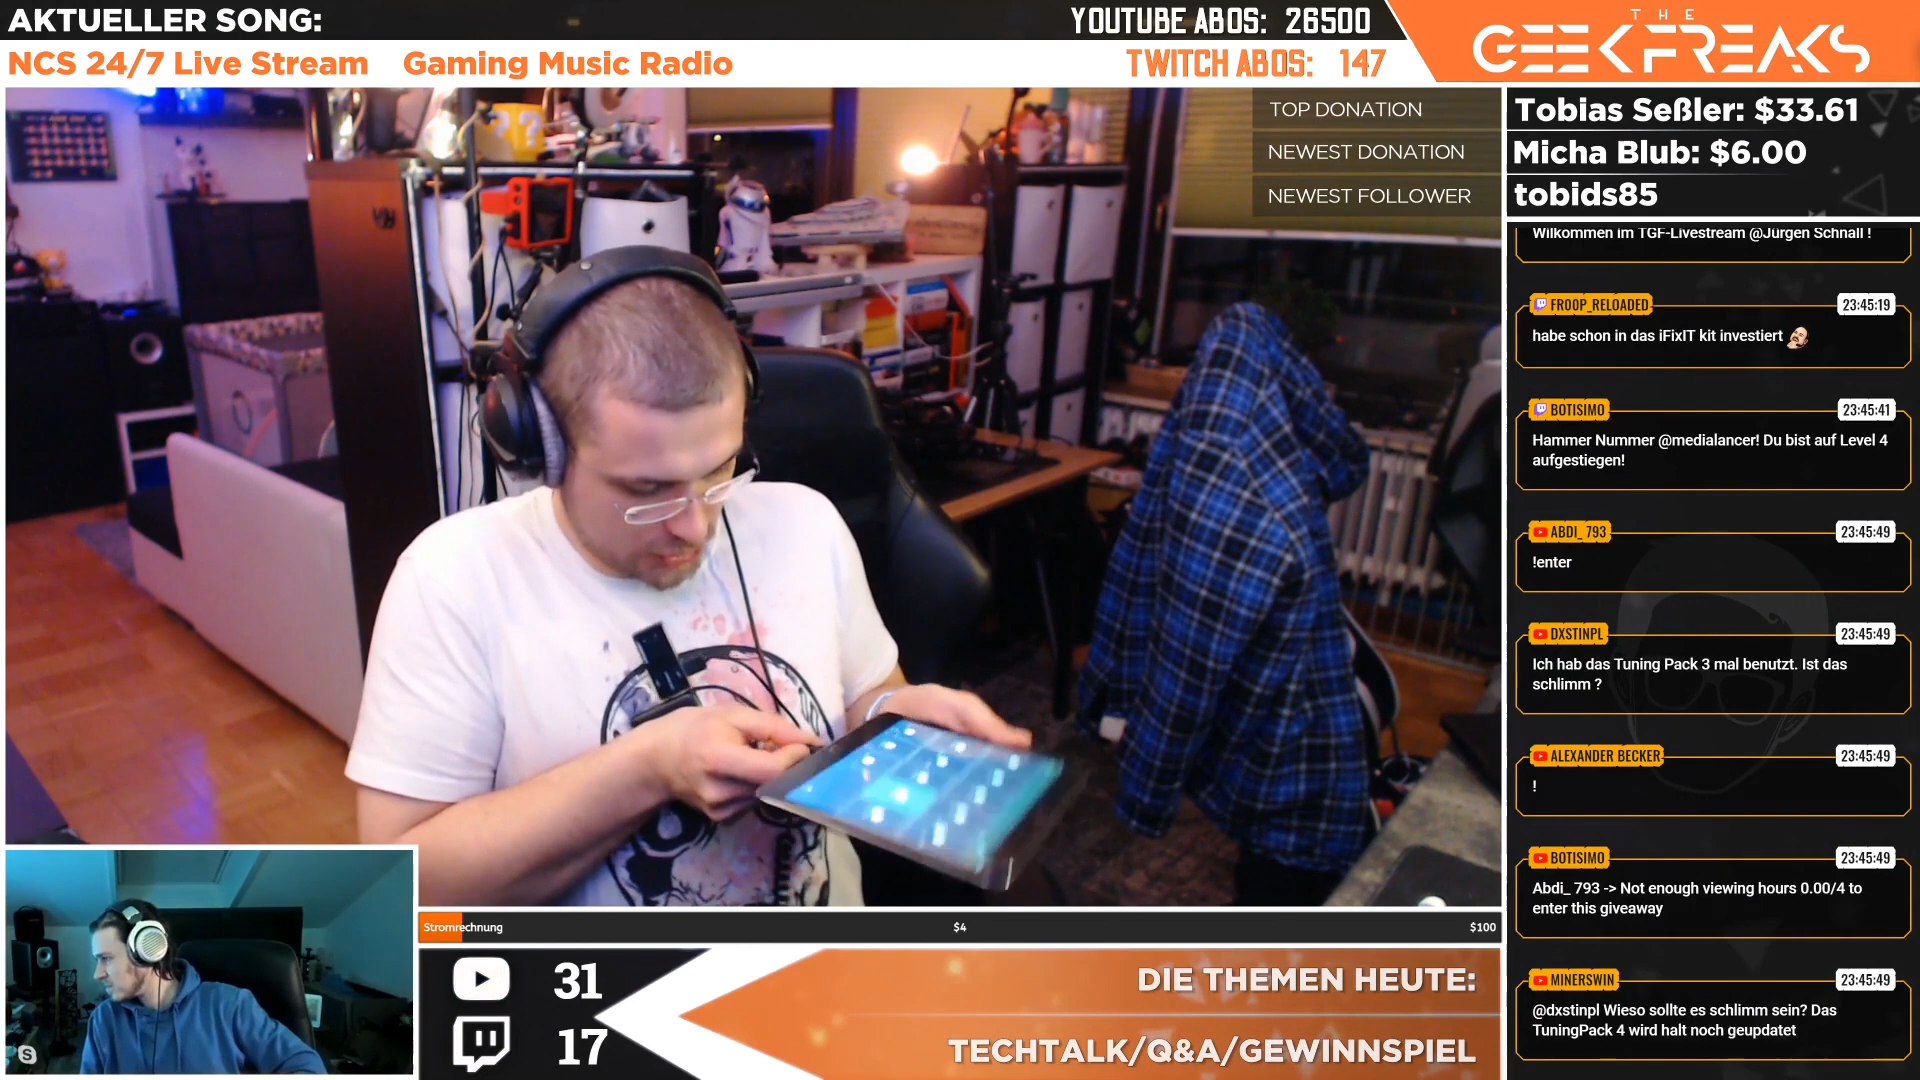 AKTUELLER SONG:
NCS 24/7 Live Stream Gaming Music Radio
YOUTUBE ABOS: 26500
TWITCH ABOS: 147
THE
GEEKFREAKS
TOP DONATION
Tobias Seßler: $33.61
NEWEST DONATION
Micha Blub: $6.00
NEWEST FOLLOWER
tobids85
Wilkommen im TGF-Livestream @Jürgen Schnall !
FROOP_RELOADED 23:45:19
habe schon in das iFixIT kit investiert
BOTISIMO 23:45:41
Hammer Nummer @medialancer! Du bist auf Level 4
aufgestiegen!
ABDI_ 793 23:45:49
!enter
DXSTINPL 23:45:49
Ich hab das Tuning Pack 3 mal benutzt. Ist das
schlimm ?
ALEXANDER BECKER 23:45:49
!
BOTISIMO 23:45:49
Abdi_ 793 -> Not enough viewing hours 0.00/4 to
enter this giveaway
MINERSWIN 23:45:49
@dxstinpl Wieso sollte es schlimm sein? Das
TuningPack 4 wird halt noch geupdatet
Stromrechnung $4 $100
31
17
DIE THEMEN HEUTE:
TECHTALK/Q&A/GEWINNSPIEL